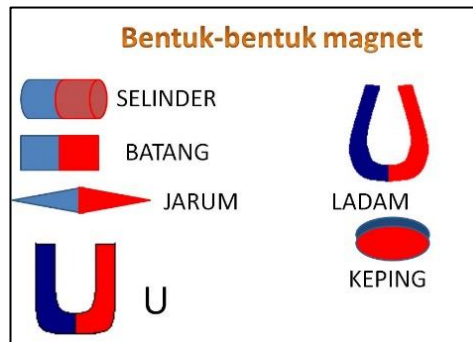 Bentuk-bentuk magnet
SELINDER
BATANG
JARUM
LADAM
KEPING
U